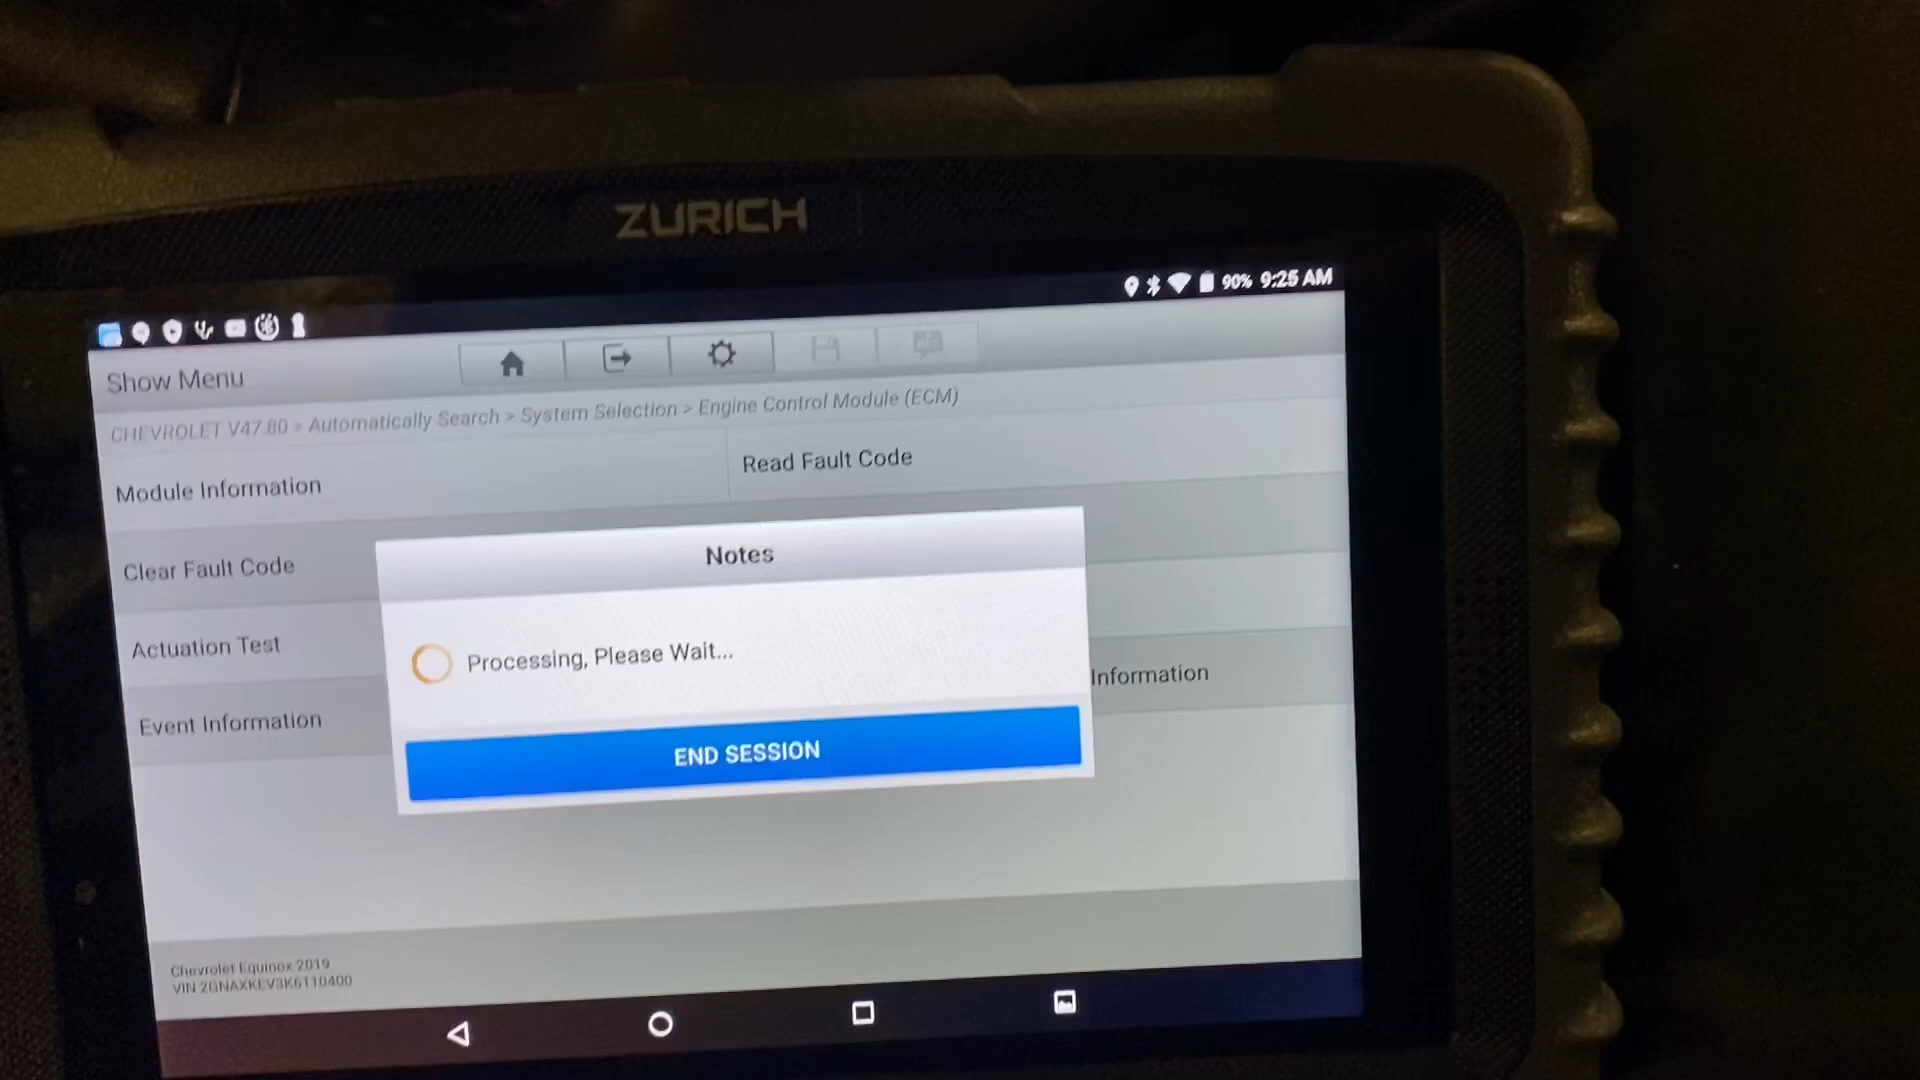 ZURICH
90% 9:25 AM
Show Menu
CHEVROLET V47.80 > Automatically Search > System Selection > Engine Control Module (ECM)
Module Information
Read Fault Code
Clear Fault Code
Notes
Actuation Test
Processing, Please Wait...
Information
Event Information
END SESSION
Chevrolet Equinox 2019
VIN 2GNAXKEV3K6110400